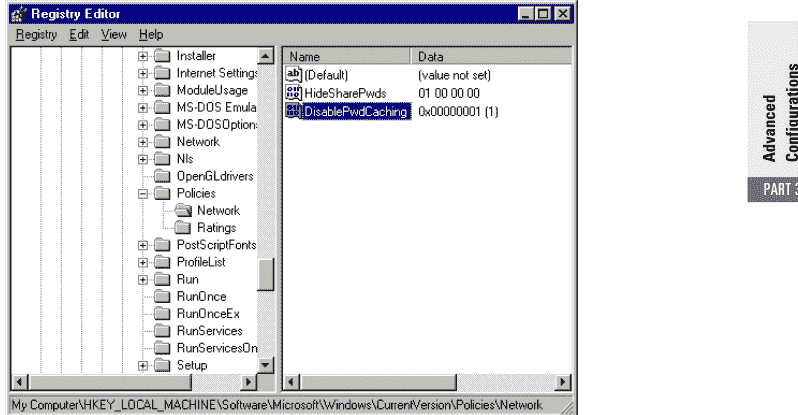 Registry Editor
Registry Edit View Help
Installer
Internet Settings
ModuleUsage
MS-DOS Emula
MS-DOSOption
Network
Nls
OpenGLdrivers
Policies
Network
Ratings
PostScriptFonts
ProfileList
Run
RunOnce
RunOnceEx
RunServices
RunServicesOn
Setup
Name Data
ab (Default) (value not set)
HideSharePwds 01 00 00 00
DisablePwdCaching 0x00000001 (1)
My Computer\HKEY_LOCAL_MACHINE\Software\Microsoft\Windows\CurrentVersion\Policies\Network
Advanced
Configurations
PART 3